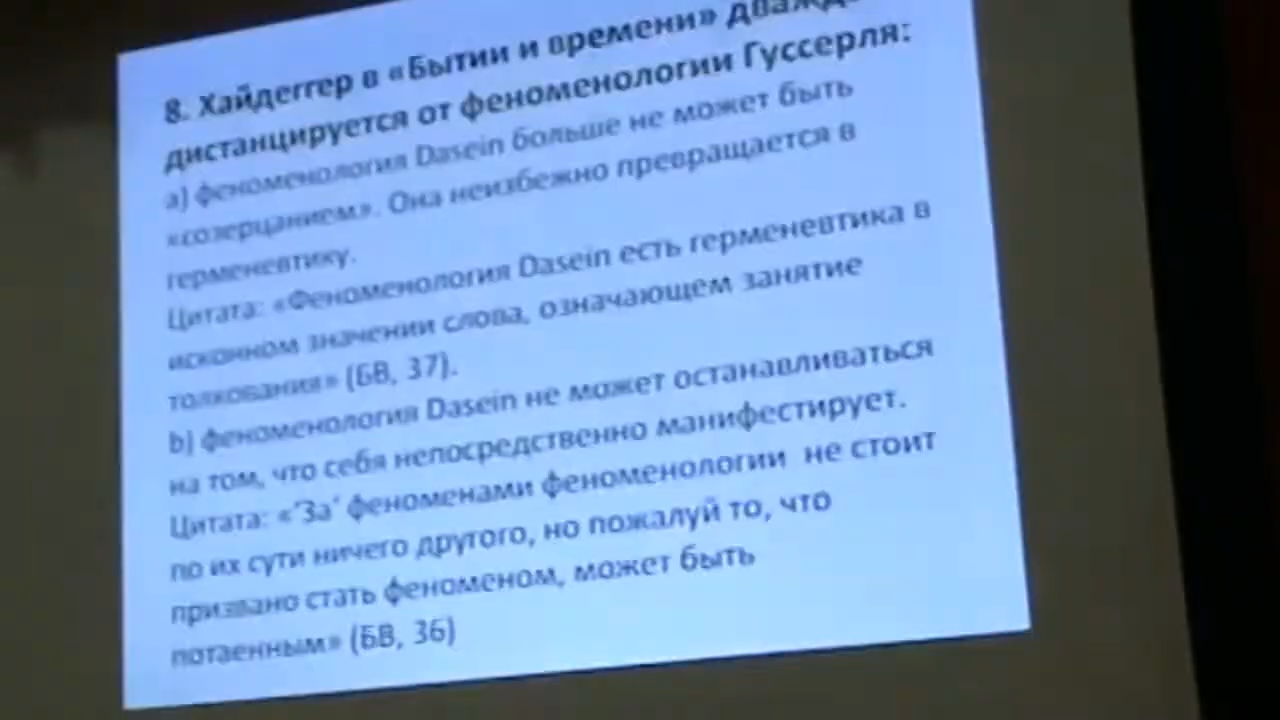 8. Хайдеггер в «Бытии и времени»
дистанцируется от феноменологии Гуссерля:
a) феноменология Dasein больше не может быть
«созерцанием». Она неизбежно превращается в
герменевтику.
Цитата: «Феноменология Dasein есть герменевтика в
исконном значении слова, означающем занятие
толкования» (БВ, 37).
b) феноменология Dasein не может останавливаться
на том, что себя непосредственно манифестирует.
Цитата: «‘За‘ феноменами феноменологии не стоит
по их сути ничего другого, но пожалуй то, что
призвано стать феноменом, может быть
потаенным» (БВ, 36)